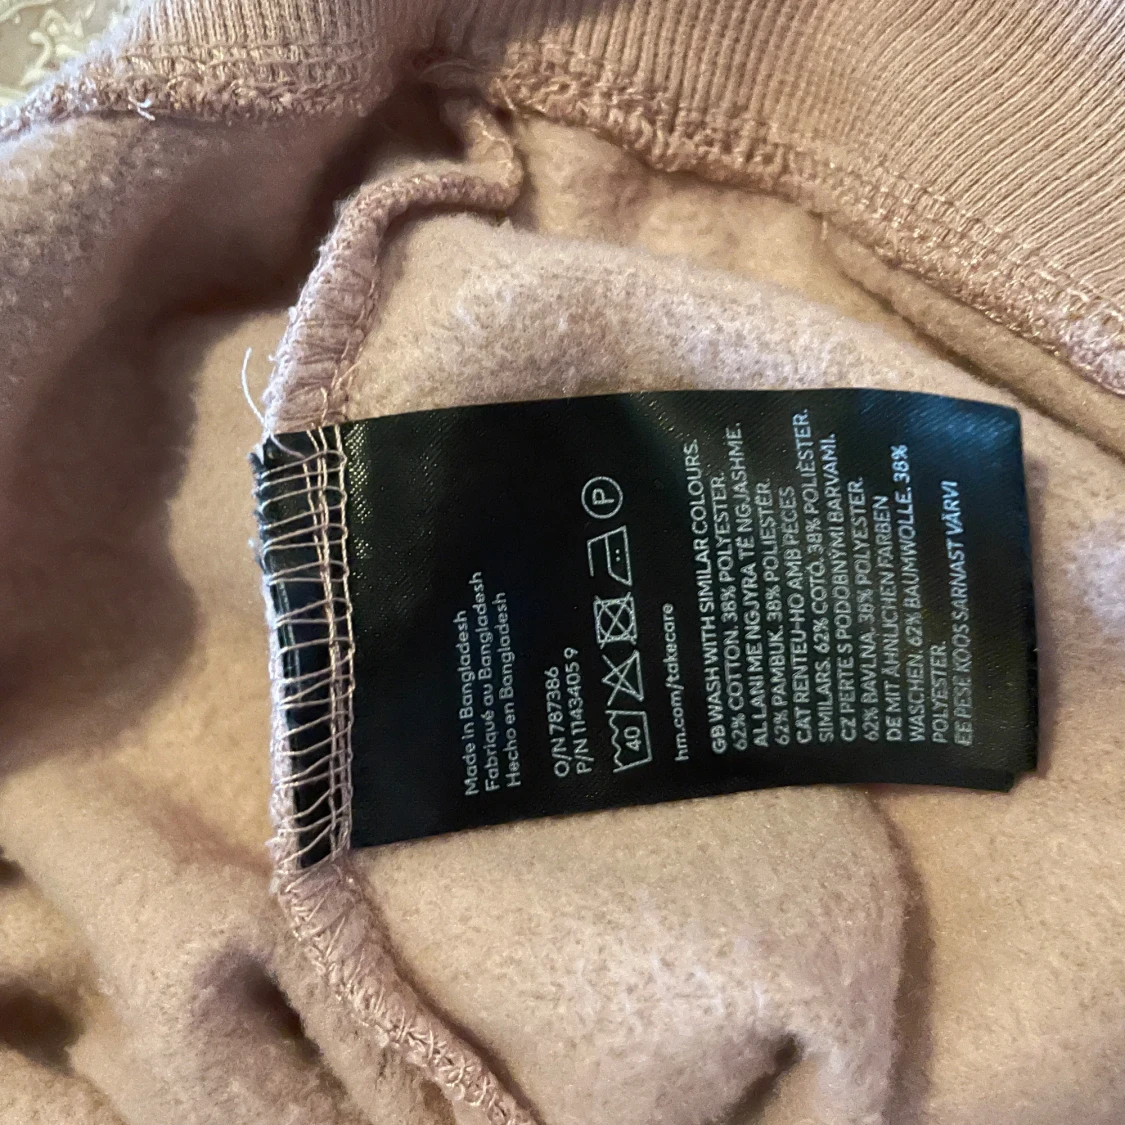 Made in Bangladesh
Fabriqué au Bangladesh
Hecho en Bangladesh
O/N 787386
P/N 1143405 9
40
P
hm.com/takecare
GB WASH WITH SIMILAR COLOURS.
62% COTTON. 38% POLYESTER.
AL LANI ME NGJYRA TË NGJASHME.
62% PAMBUK. 38% POLIESTËR.
CAT RENTEU-HO AMB PECES
SIMILARS. 62% COTÓ. 38% POLIÈSTER.
CZ PERTE S PODOBNÝMI BARVAMI.
62% BAVLNA. 38% POLYESTER.
DE MIT ÄHNLICHEN FARBEN
WASCHEN. 62% BAUMWOLLE. 38%
POLYESTER.
EE PESE KOOS SARNAST VÄRVI